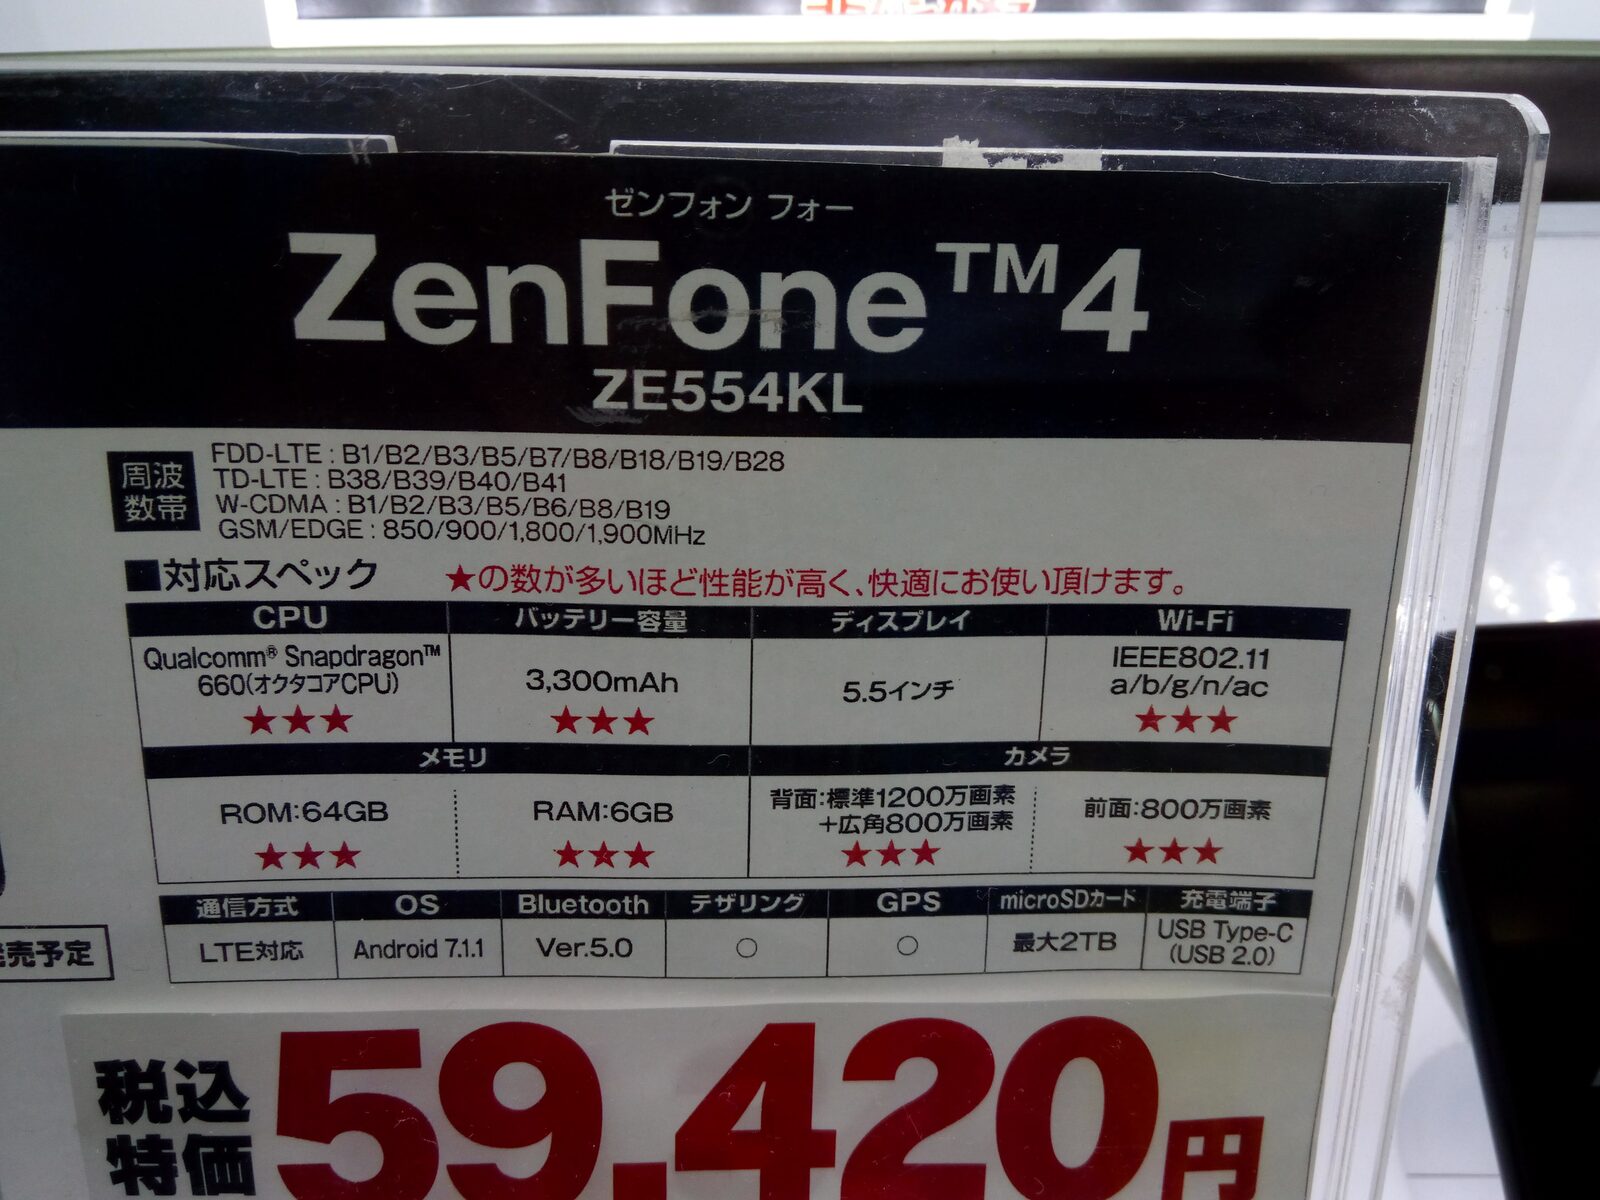 ゼンフォン フォー
ZenFone™4
ZE554KL
周波数帯
FDD-LTE : B1/B2/B3/B5/B7/B8/B18/B19/B28
TD-LTE : B38/B39/B40/B41
W-CDMA : B1/B2/B3/B5/B6/B8/B19
GSM/EDGE : 850/900/1,800/1,900MHz
■対応スペック ★の数が多いほど性能が高く、快適にお使い頂けます。
CPU バッテリー容量 ディスプレイ Wi-Fi
Qualcomm® Snapdragon™
660(オクタコアCPU)
★★★
3,300mAh
★★★
5.5インチ
IEEE802.11
a/b/g/n/ac
★★★
メモリ カメラ
ROM:64GB
★★★
RAM:6GB
★★★
背面:標準1200万画素
+広角800万画素
★★★
前面:800万画素
★★★
通信方式 OS Bluetooth テザリング GPS microSDカード 充電端子
LTE対応 Android 7.1.1 Ver.5.0 ○ ○ 最大2TB USB Type-C
(USB 2.0)
売予定
税込
特価
59,420円